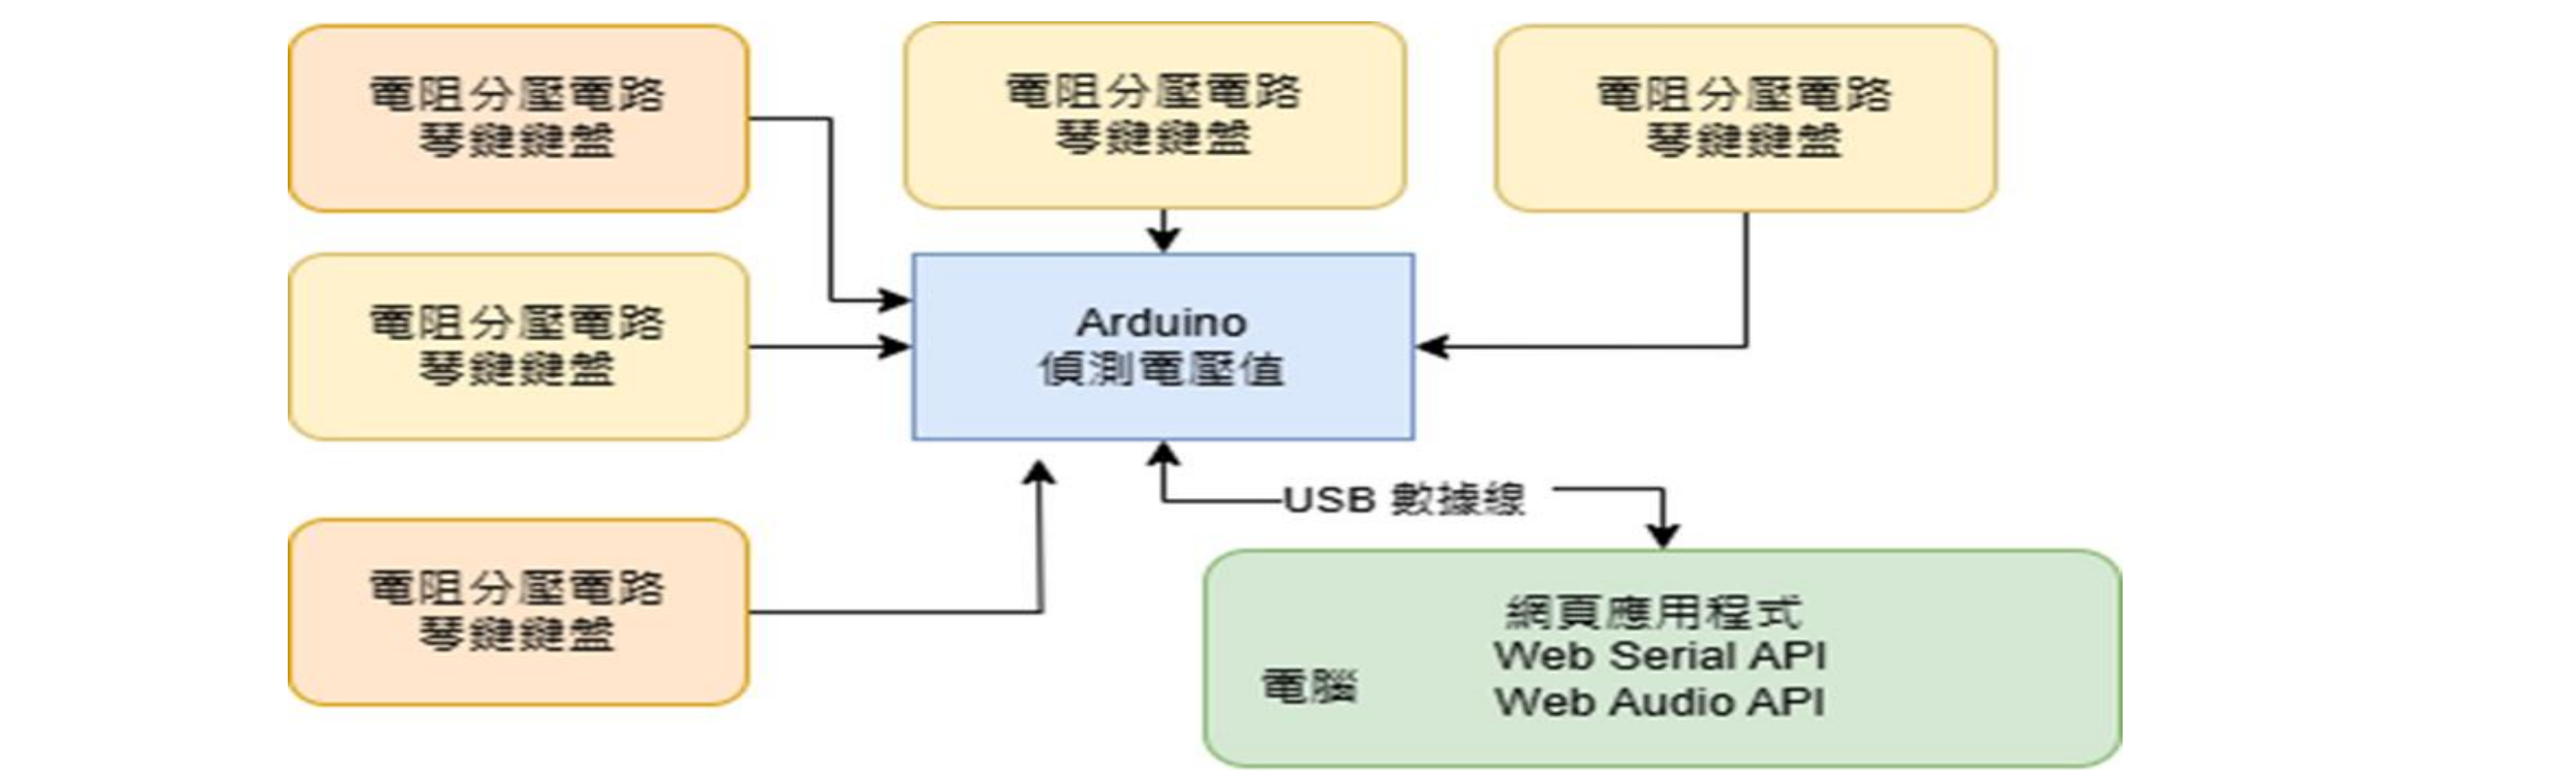 電阻分壓電路
琴鍵鍵盤
電阻分壓電路
琴鍵鍵盤
電阻分壓電路
琴鍵鍵盤
電阻分壓電路
琴鍵鍵盤
Arduino
偵測電壓值
USB 數據線
電阻分壓電路
琴鍵鍵盤
電腦
網頁應用程式
Web Serial API
Web Audio API